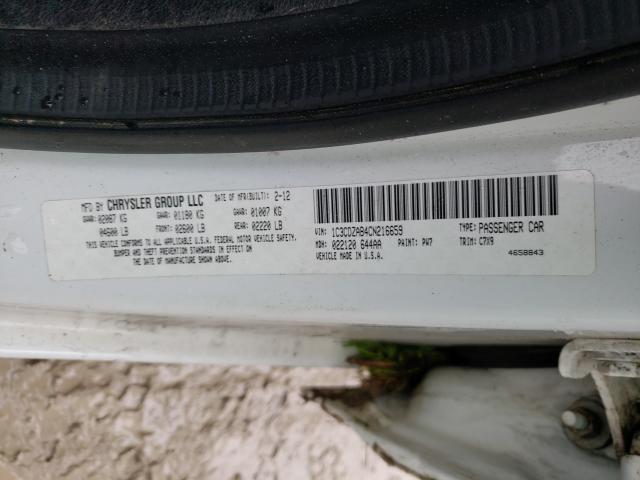 MFD BY CHRYSLER GROUP LLC DATE OF MFR(BUILT): 2-12
GVWR: 02087 KG GAWR: 01180 KG GAWR: 01007 KG
04600 LB FRONT: 02600 LB REAR: 02220 LB
THIS VEHICLE CONFORMS TO ALL APPLICABLE U.S.A. FEDERAL MOTOR VEHICLE SAFETY,
BUMPER AND THEFT PREVENTION STANDARDS IN EFFECT ON
THE DATE OF MANUFACTURE SHOWN ABOVE.
VIN: 1C3CDZAB4CN216659 TYPE: PASSENGER CAR
MDH: 022120 644AA PAINT: PW7 TRIM: C7X9
VEHICLE MADE IN U.S.A.
4658843